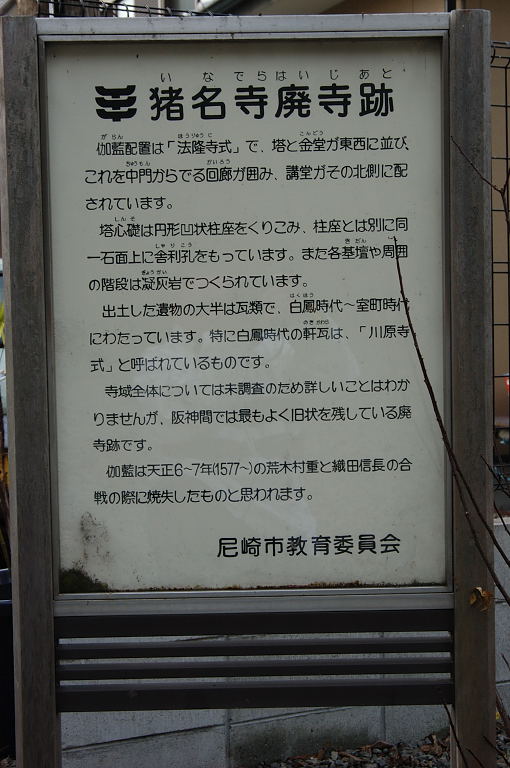 いなでらはいじあと
猪名寺廃寺跡
伽藍配置は「法隆寺式」で、塔と金堂が東西に並び、
これを中門からでる回廊が囲み、講堂がその北側に配
されています。
塔心礎は円形凹状柱座をくりこみ、柱座とは別に同
一石面上に舎利孔をもっています。また各基壇や周囲
の階段は凝灰岩でつくられています。
出土した遺物の大半は瓦類で、白鳳時代〜室町時代
にわたっています。特に白鳳時代の軒瓦は、「川原寺
式」と呼ばれているものです。
寺域全体については未調査のため詳しいことはわか
りませんが、阪神間では最もよく旧状を残している廃
寺跡です。
伽藍は天正6〜7年(1577〜)の荒木村重と織田信長の合
戦の際に焼失したものと思われます。
尼崎市教育委員会